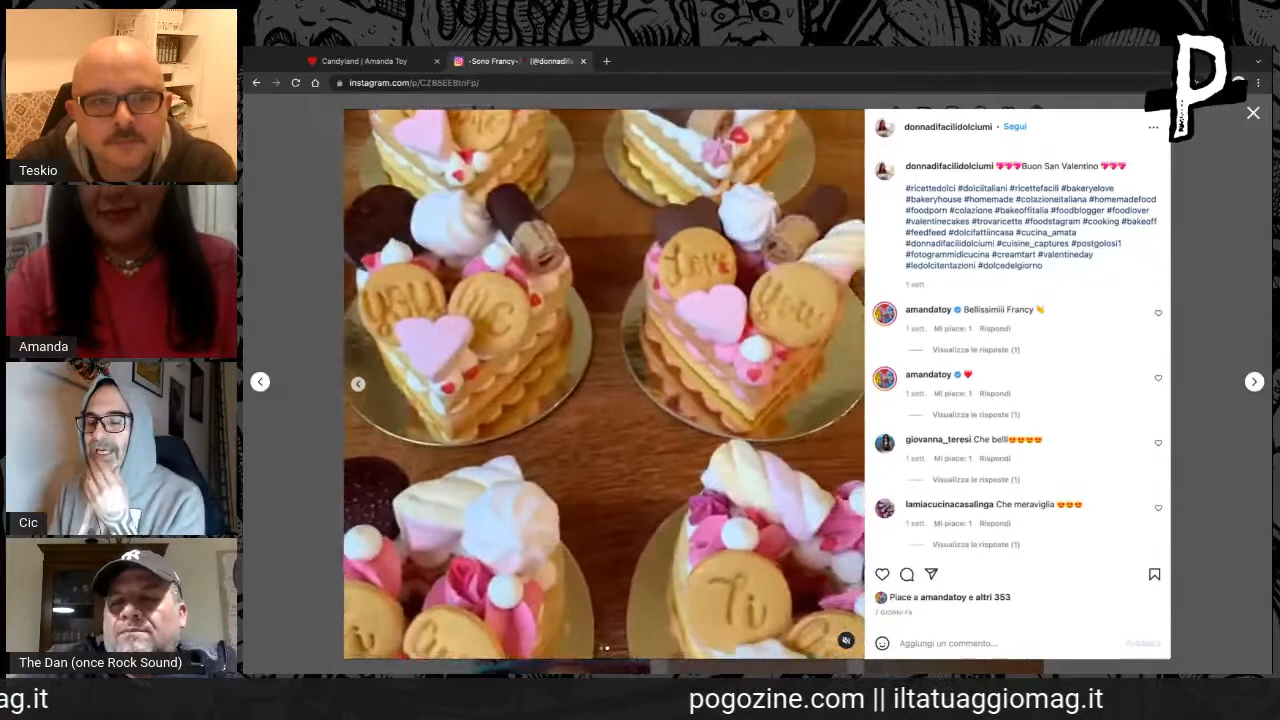 Candyland | Amanda Toy
instagram.com/p/CZB5EEBtnFp/
Teskio
Amanda
Cic
The Dan (once Rock Sound)
Love
You
Ti
P
donnadifacilidolciumi • Segui
donnadifacilidolciumi 💖💖💖Buon San Valentino 💖💖💖
#ricettedolci #dolciitaliani #ricettefacili #bakeryelove
#bakeryhouse #homemade #colazioneitaliana #homemadefood
#foodporn #colazione #bakeoffitalia #foodblogger #foodlover
#valentinecakes #trovaricette #foodstagram #cooking #bakeoff
#feedfeed #dolcifattiincasa #cucina_amata
#donnadifacilidolciumi #cuisine_captures #postgolosi1
#fotogrammidicucina #creamtart #valentineday
#ledolcitentazioni #dolcedelgiorno
1 sett.
amandatoy Bellissimiii Francy 👏
1 sett. Mi piace: 1 Rispondi
Visualizza le risposte (1)
amandatoy ❤️
1 sett. Mi piace: 1 Rispondi
Visualizza le risposte (1)
giovanna_teresi Che belli😍😍😍😍
1 sett. Mi piace: 1 Rispondi
Visualizza le risposte (1)
lamiacucinacasalinga Che meraviglia 😍😍😍
1 sett. Mi piace: 1 Rispondi
Visualizza le risposte (1)
Piace a amandatoy e altri 353
7 GIORNI FA
Aggiungi un commento...
Pubblica
ag.it
pogozine.com || iltatuaggiomag.it